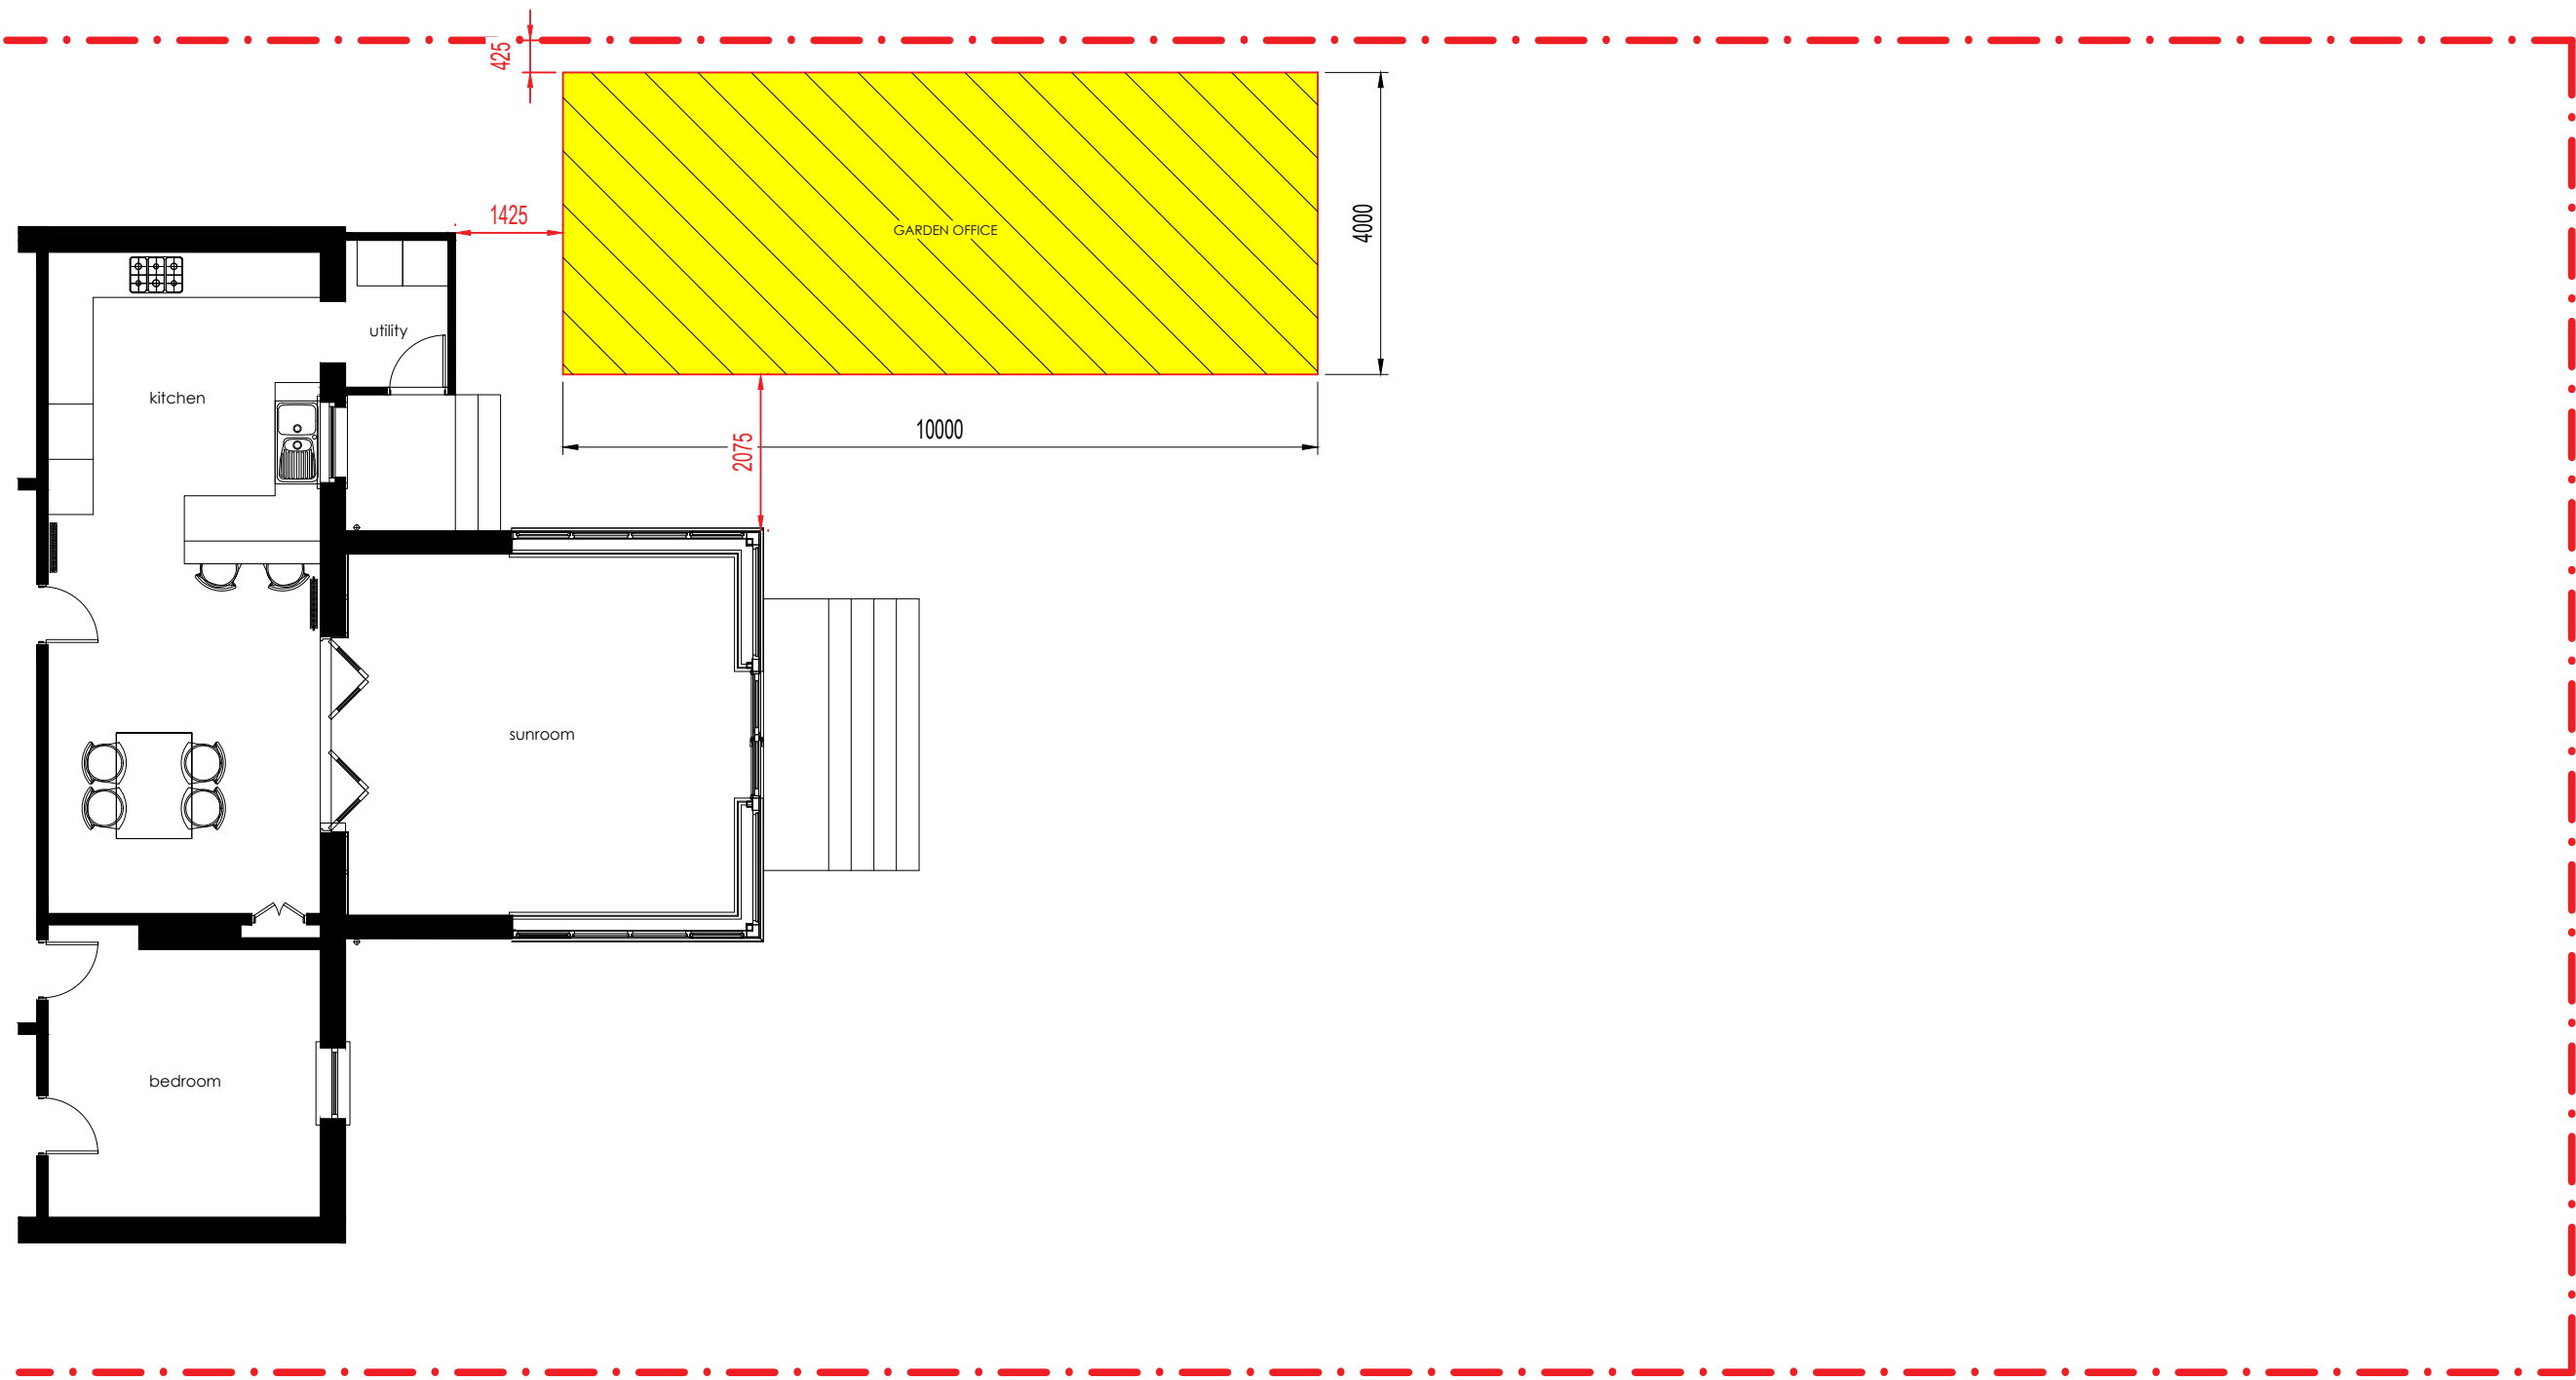 425
1425
GARDEN OFFICE
4000
utility
kitchen
10000
2075
sunroom
bedroom